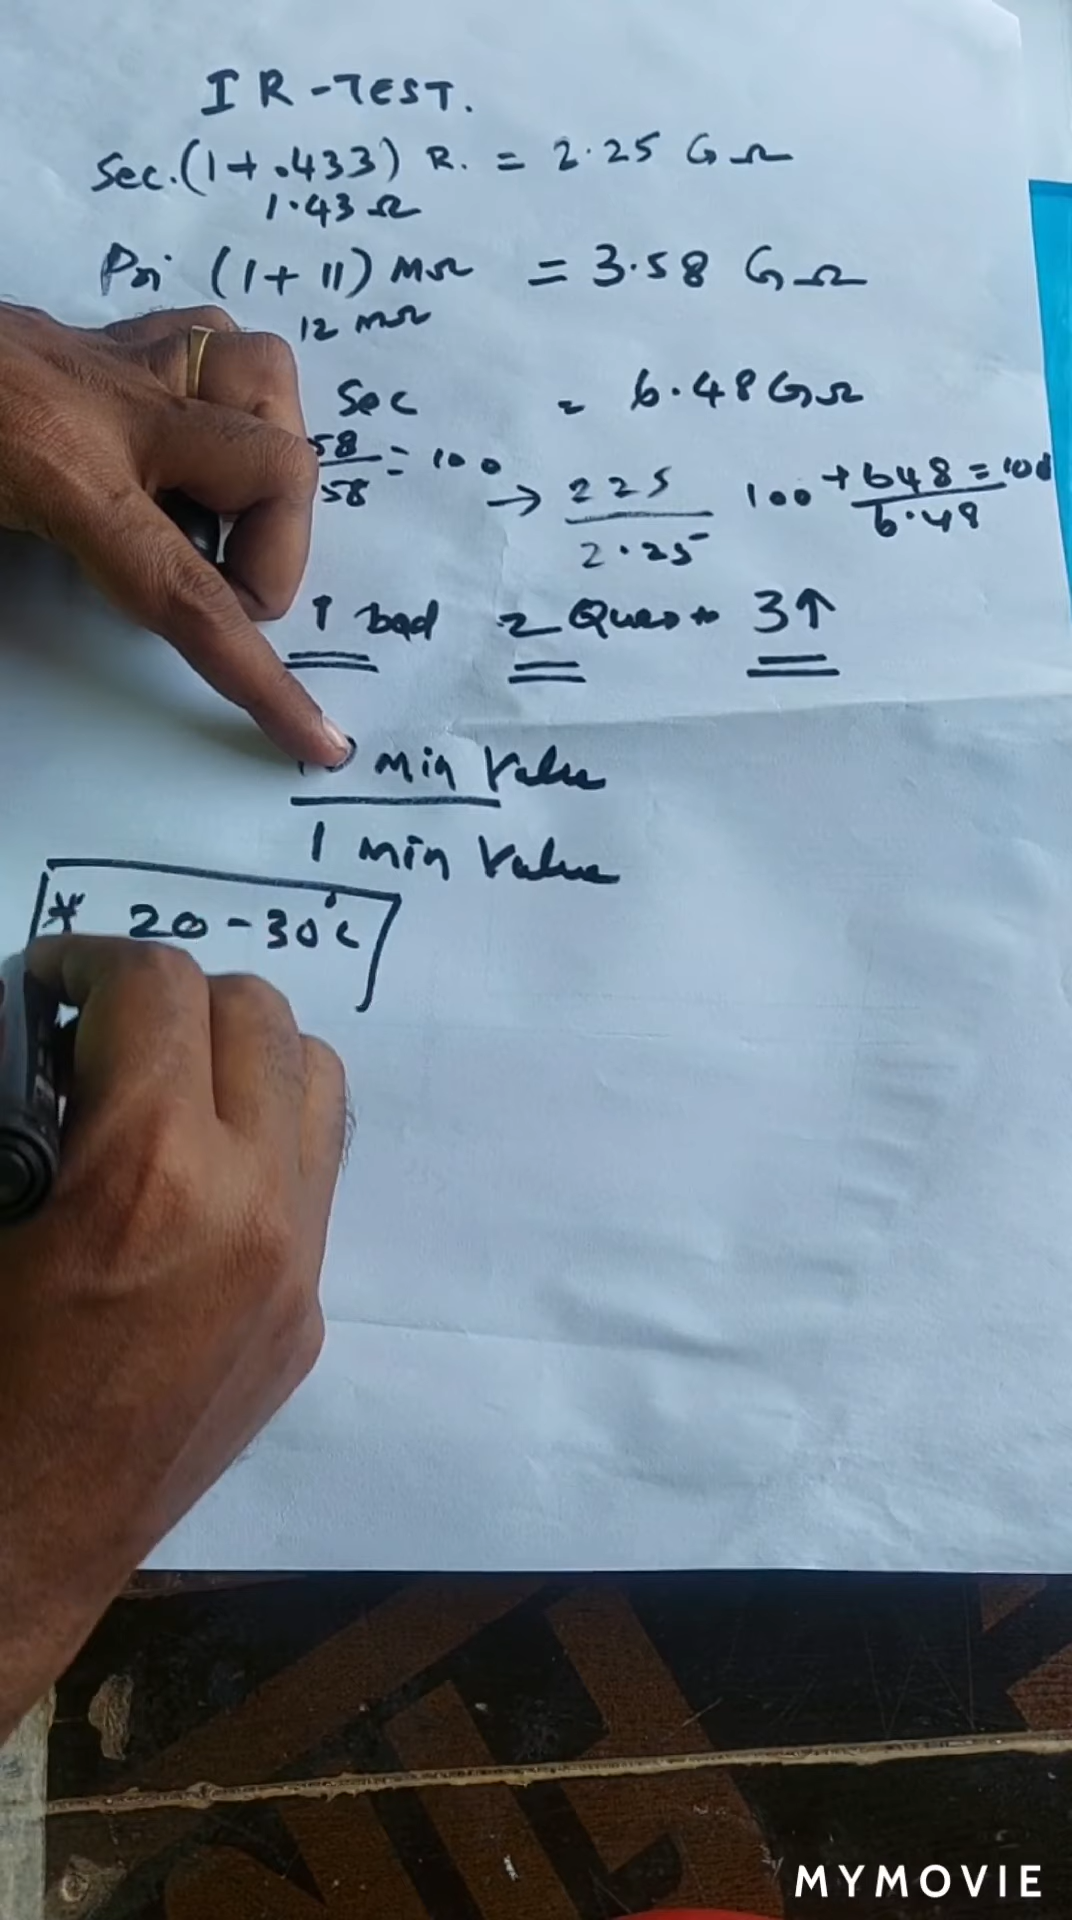 IR-TEST.
Sec. (1+.433) R. = 2.25 GΩ
1.43 Ω
Pri (1+11) MΩ = 3.58 GΩ
12 MΩ
Sec = 6.48 GΩ
58/58 = 100 → 225/2.25 100 + 648/6.48 = 100
1 bad 2 Ques 3↑
min Value
1 min Value
* 20-30°c
MYMOVIE